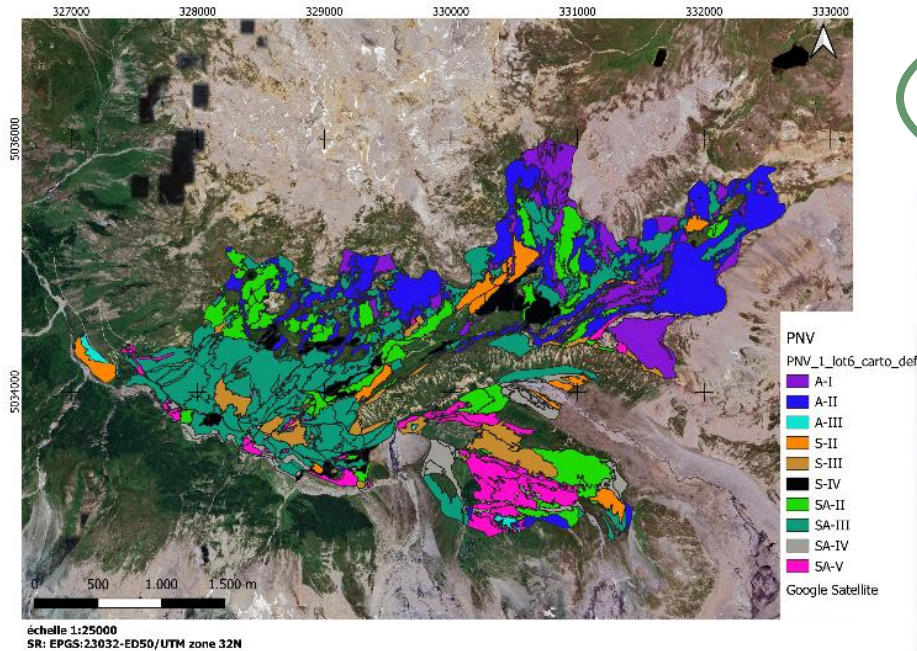 327000 328000 329000 330000 331000 332000 333000
5036000
5034000
PNV
PNV_1_lot6_carto_def
A-I
A-II
A-III
S-II
S-III
S-IV
SA-II
SA-III
SA-IV
SA-V
Google Satellite
0 500 1.000 1.500 m
échelle 1:25000
SR: EPGS:23032-ED50/UTM zone 32N